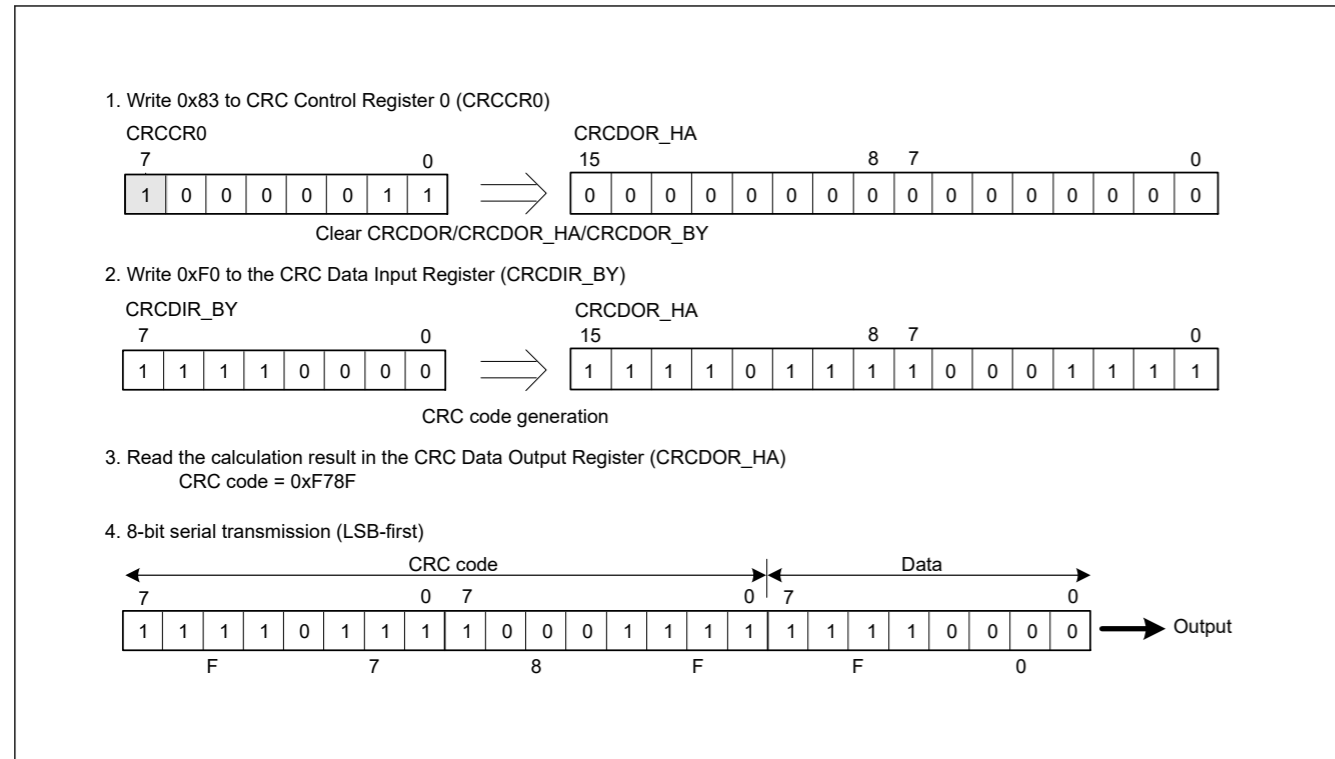 1. Write 0x83 to CRC Control Register 0 (CRCCR0)
CRCCR0 CRCDOR_HA
7 0 15 8 7 0
1 0 0 0 0 0 1 1 0 0 0 0 0 0 0 0 0 0 0 0 0 0 0 0
Clear CRCDOR/CRCDOR_HA/CRCDOR_BY
2. Write 0xF0 to the CRC Data Input Register (CRCDIR_BY)
CRCDIR_BY CRCDOR_HA
7 0 15 8 7 0
1 1 1 1 0 0 0 0 1 1 1 1 0 1 1 1 1 0 0 0 1 1 1 1
CRC code generation
3. Read the calculation result in the CRC Data Output Register (CRCDOR_HA)
CRC code = 0xF78F
4. 8-bit serial transmission (LSB-first)
CRC code Data
7 0 7 0 7 0
1 1 1 1 0 1 1 1 1 0 0 0 1 1 1 1 1 1 1 1 0 0 0 0 Output
F 7 8 F F 0